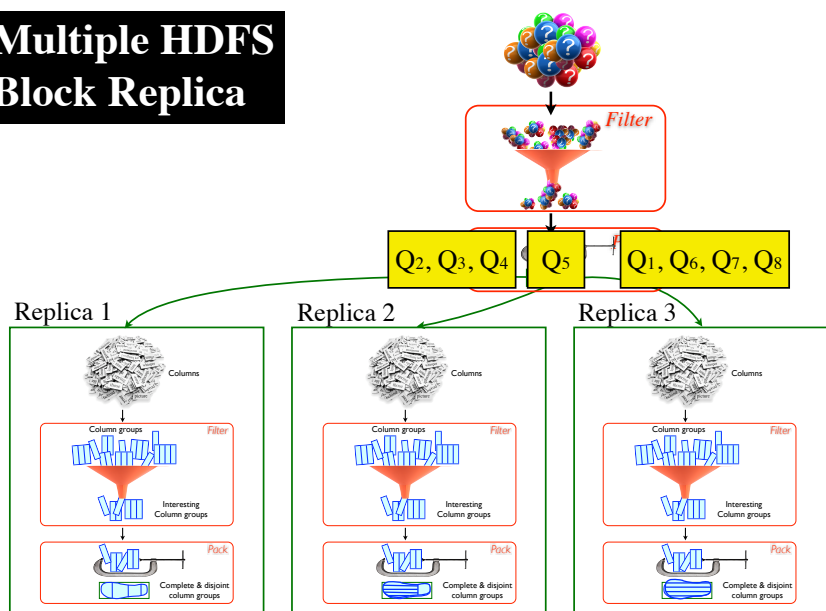 Multiple HDFS
Block Replica
Filter
Q2, Q3, Q4
Q5
Q1, Q6, Q7, Q8
Replica 1
Replica 2
Replica 3
Columns
Columns
Columns
Column groups
Filter
Column groups
Filter
Column groups
Filter
Interesting
Column groups
Interesting
Column groups
Interesting
Column groups
Pack
Pack
Pack
Complete & disjoint
column groups
Complete & disjoint
column groups
Complete & disjoint
column groups